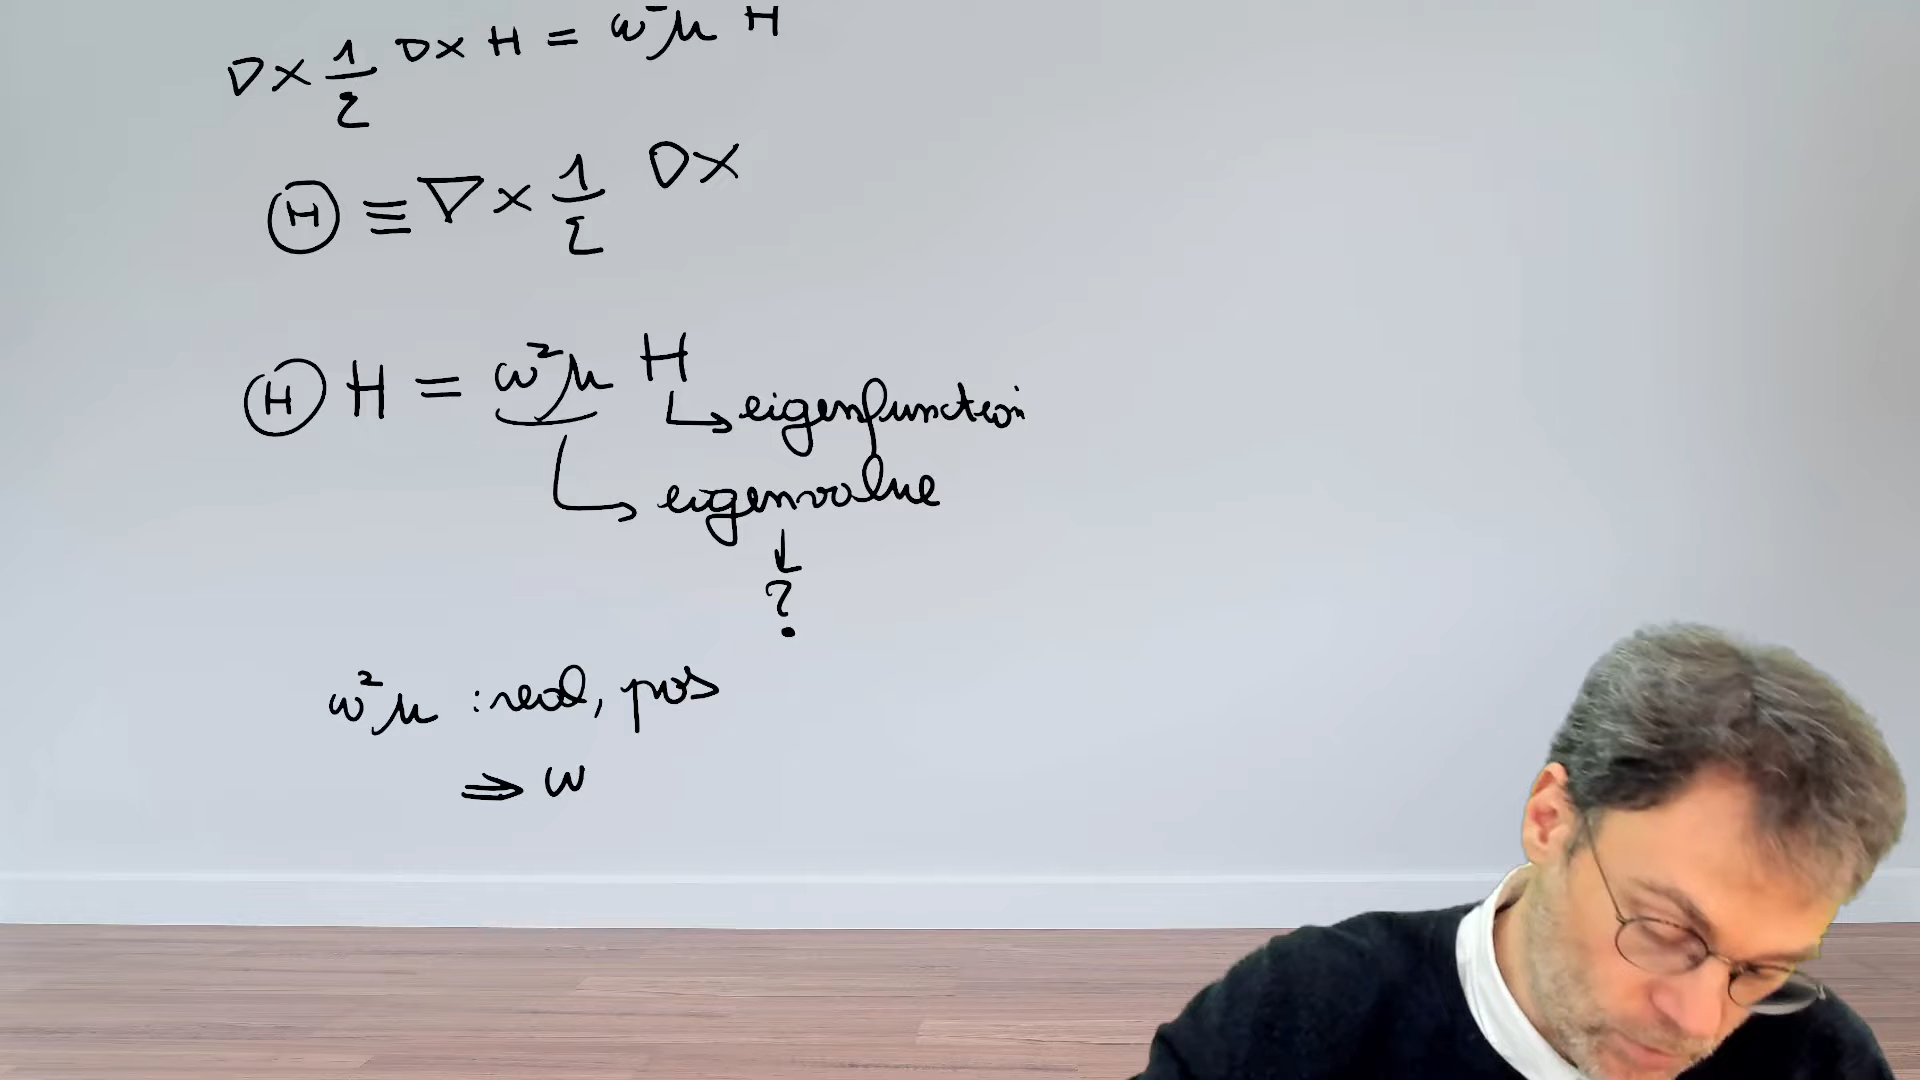 ∇× 1/ε ∇× H = ω²μ H
Ⓗ ≡ ∇× 1/ε ∇×
Ⓗ H = ω²μ H
↳ eigenfunction
↳ eigenvalue
↓
?
ω²μ : real, pos
⇒ ω